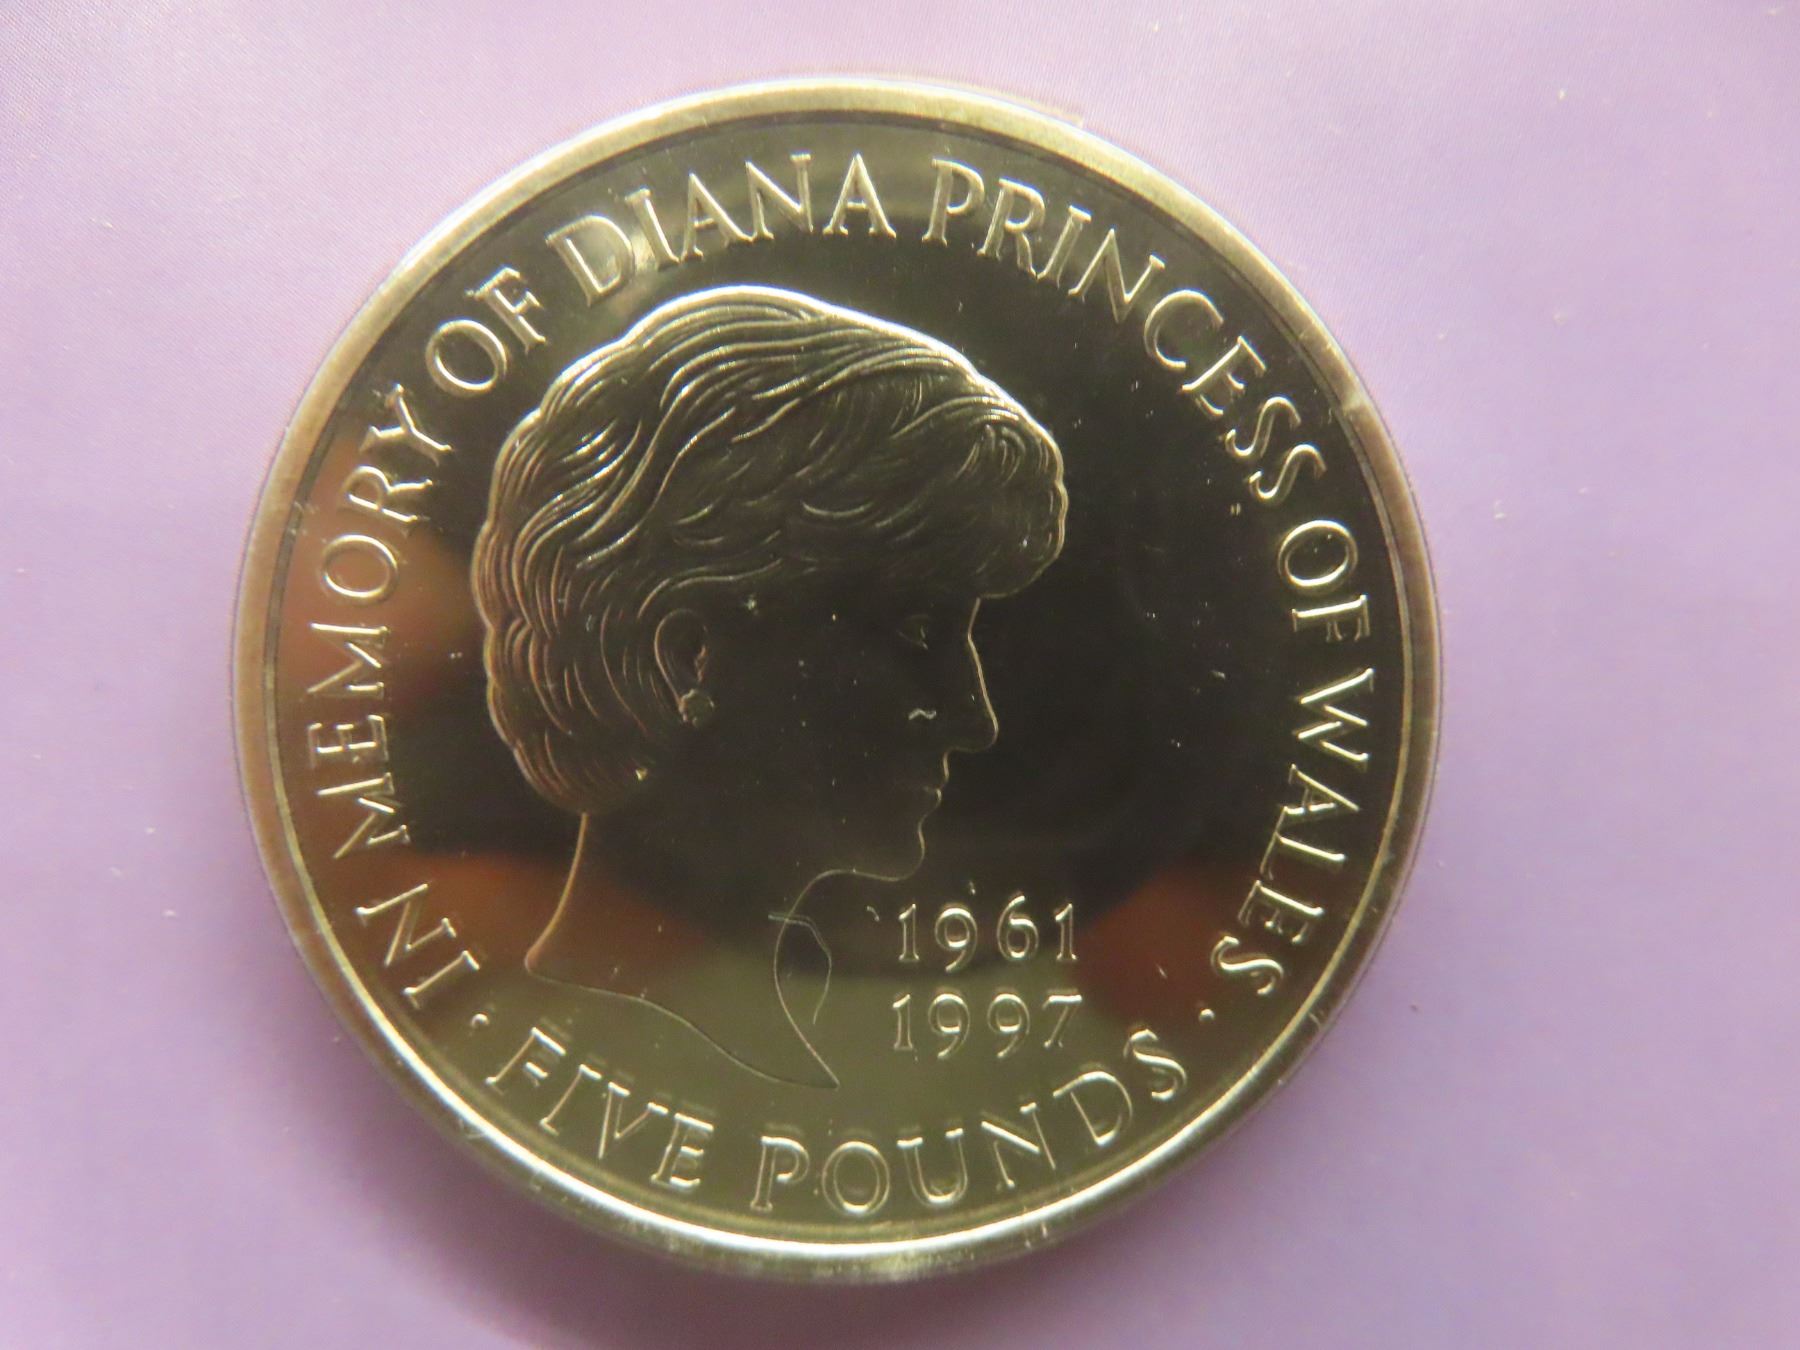 IN MEMORY OF DIANA PRINCESS OF WALES
1961
1997
· FIVE POUNDS ·